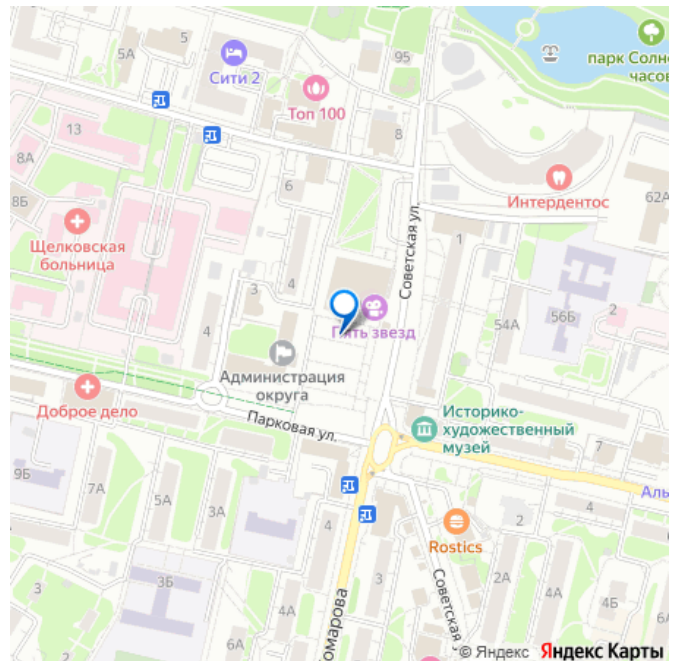 5
5А
95
парк Солне
часов
Сити 2
Топ 100
13
8
8А
6
Интердентос
62А
8Б
Щелковская
больница
Советская ул.
1
4
3
2
56Б
54А
4
Пять звезд
Администрация
округа
Доброе дело
Парковая ул.
Историко-
художественный
музей
7
9Б
7А
5А
3А
Аль
4
4
2
Rostics
3
3Б
2А
4А
4Б
6
3
4А
6А
омарова
Советская
© Яндекс Яндекс Карты